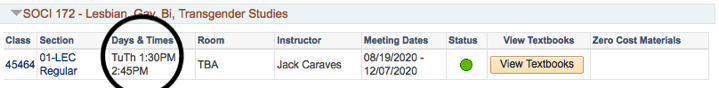 SOCI 172 - Lesbian, Gay, Bi, Transgender Studies
Class Section Days & Times Room Instructor Meeting Dates Status View Textbooks Zero Cost Materials
45464 01-LEC Regular TuTh 1:30PM 2:45PM TBA Jack Caraves 08/19/2020 - 12/07/2020 View Textbooks